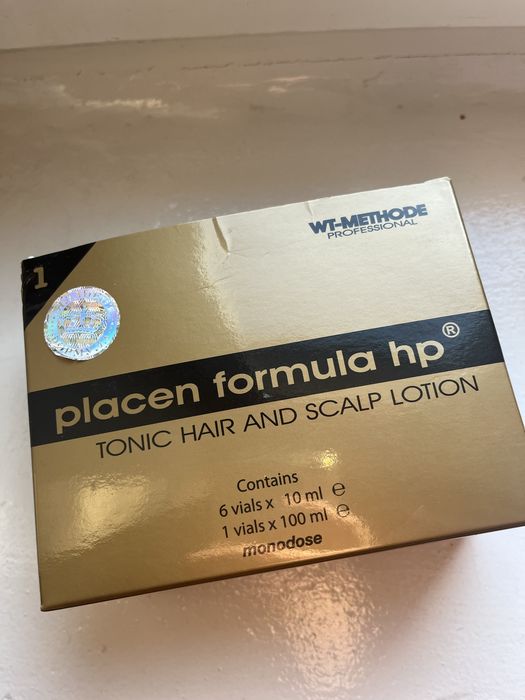 1
WT-METHODE
PROFESSIONAL
placen formula hp®
TONIC HAIR AND SCALP LOTION
Contains
6 vials x 10 ml ℮
1 vials x 100 ml ℮
monodose